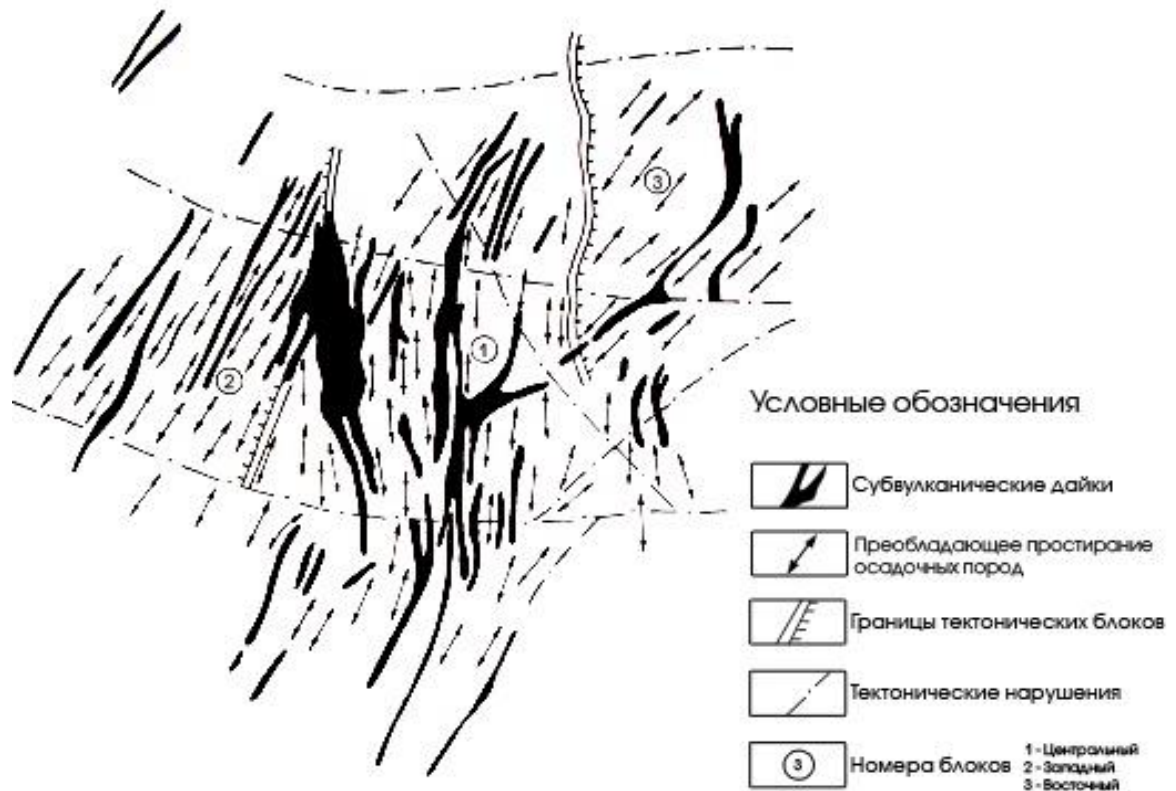 3
1
2
Условные обозначения
Субвулканические дайки
Преобладающее простирание
осадочных пород
Границы тектонических блоков
Тектонические нарушения
3
Номера блоков
1 - Центральный
2 - Западный
3 - Восточный